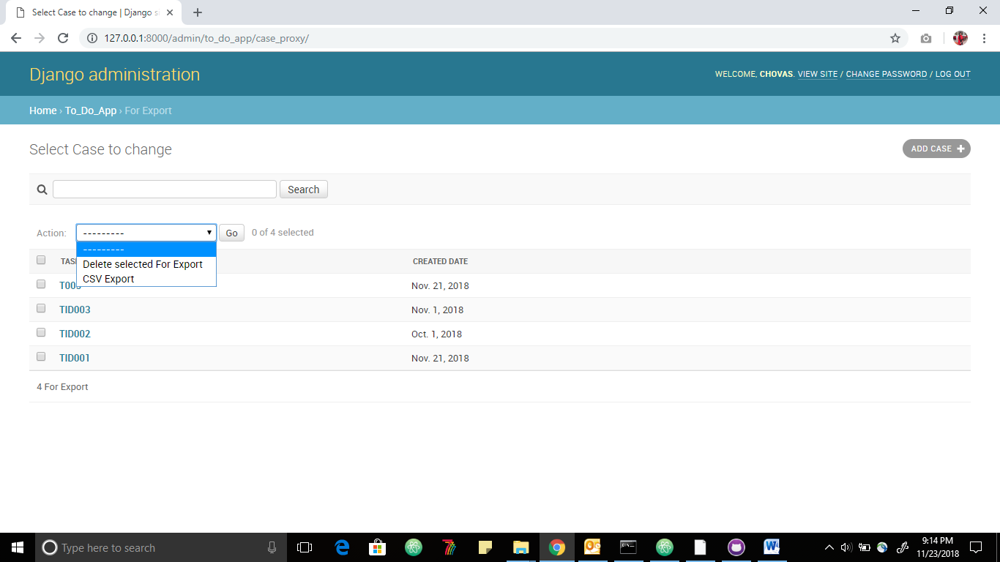 Select Case to change | Django s
127.0.0.1:8000/admin/to_do_app/case_proxy/
Django administration
WELCOME, CHOVAS. VIEW SITE / CHANGE PASSWORD / LOG OUT
Home › To_Do_App › For Export
Select Case to change
ADD CASE +
Search
Action: --------- Go 0 of 4 selected
---------
Delete selected For Export
CSV Export
CREATED DATE
Nov. 21, 2018
TID003 Nov. 1, 2018
TID002 Oct. 1, 2018
TID001 Nov. 21, 2018
4 For Export
Type here to search
9:14 PM
11/23/2018